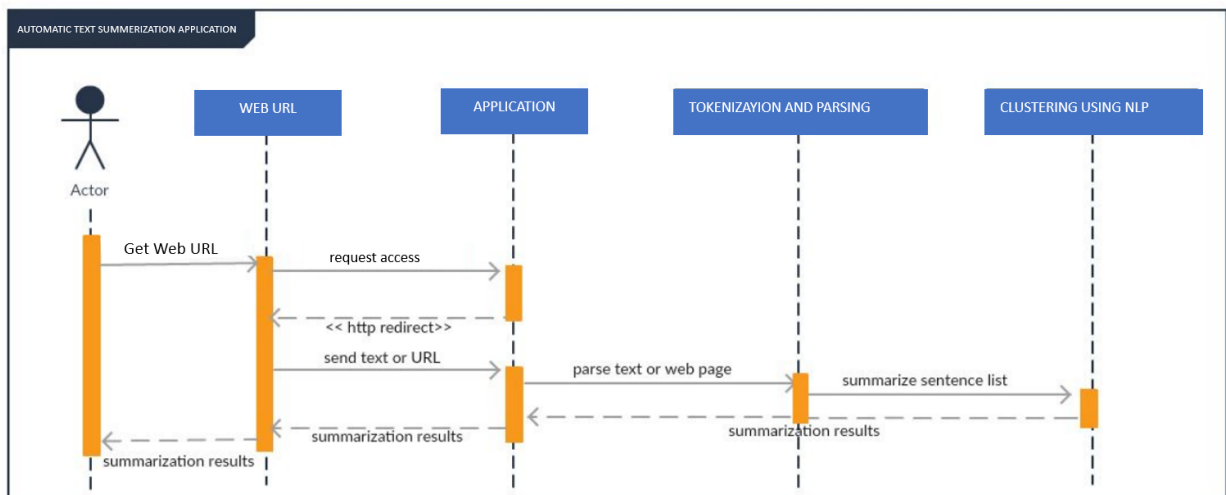 AUTOMATIC TEXT SUMMERIZATION APPLICATION
WEB URL
APPLICATION
TOKENIZAYION AND PARSING
CLUSTERING USING NLP
Actor
Get Web URL
request access
<< http redirect>>
send text or URL
parse text or web page
summarize sentence list
summarization results
summarization results
summarization results